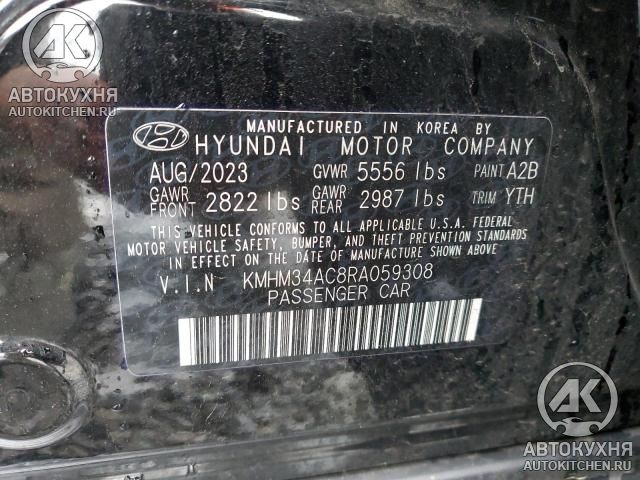 AK
АВТОКУХНЯ
AUTOKITCHEN.RU
MANUFACTURED IN KOREA BY
HYUNDAI MOTOR COMPANY
AUG/2023 GVWR 5556 lbs PAINT A2B
GAWR FRONT 2822 lbs GAWR REAR 2987 lbs TRIM YTH
THIS VEHICLE CONFORMS TO ALL APPLICABLE U.S.A. FEDERAL
MOTOR VEHICLE SAFETY, BUMPER, AND THEFT PREVENTION STANDARDS
IN EFFECT ON THE DATE OF MANUFACTURE SHOWN ABOVE.
V.I.N KMHM34AC8RA059308
PASSENGER CAR
AK
АВТОКУХНЯ
AUTOKITCHEN.RU